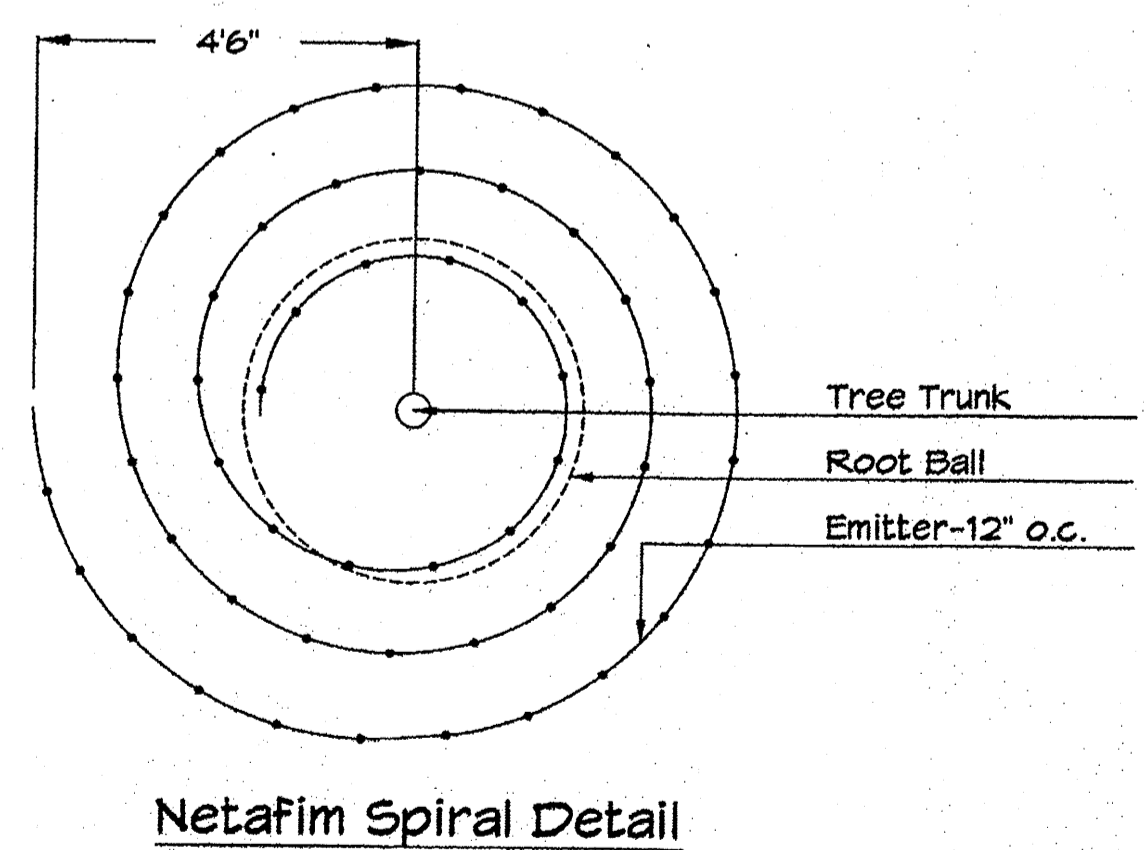 4'6"
Tree Trunk
Root Ball
Emitter-12" o.c.
Netafim Spiral Detail